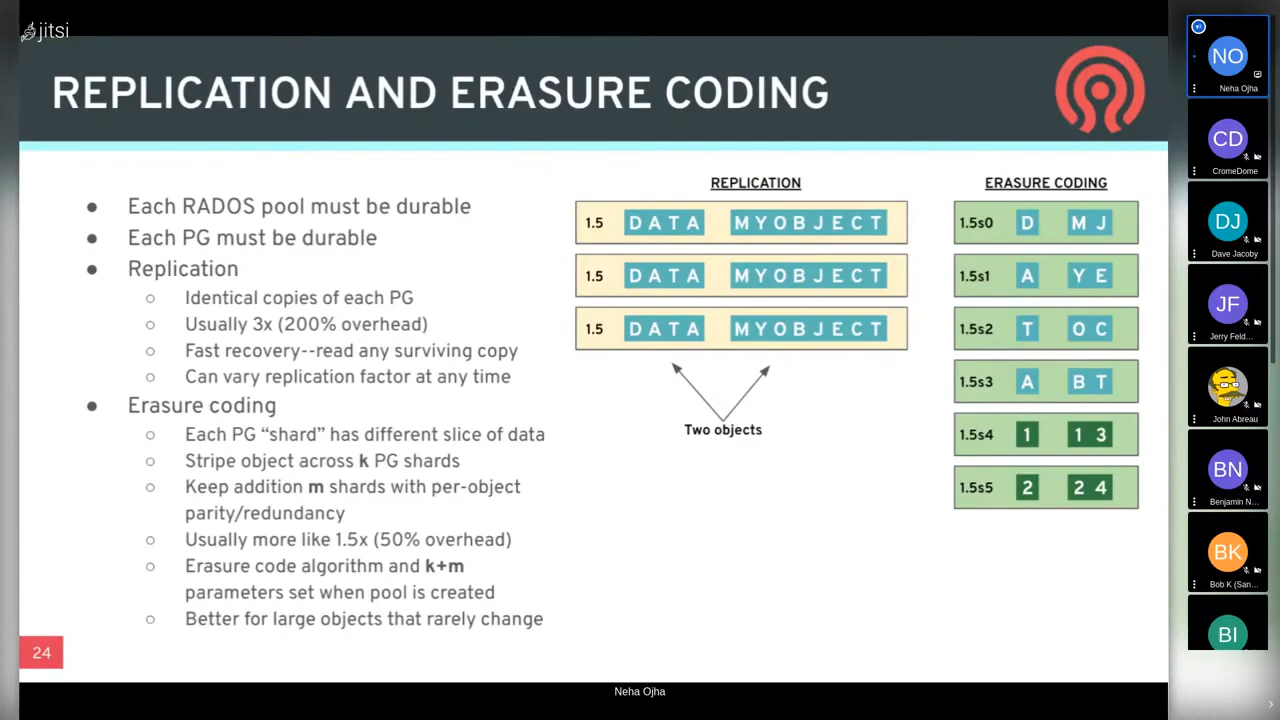 jitsi
REPLICATION AND ERASURE CODING
● Each RADOS pool must be durable
● Each PG must be durable
● Replication
○ Identical copies of each PG
○ Usually 3x (200% overhead)
○ Fast recovery--read any surviving copy
○ Can vary replication factor at any time
● Erasure coding
○ Each PG “shard” has different slice of data
○ Stripe object across k PG shards
○ Keep addition m shards with per-object
parity/redundancy
○ Usually more like 1.5x (50% overhead)
○ Erasure code algorithm and k+m
parameters set when pool is created
○ Better for large objects that rarely change
REPLICATION
1.5 DATA MYOBJECT
1.5 DATA MYOBJECT
1.5 DATA MYOBJECT
Two objects
ERASURE CODING
1.5s0 D MJ
1.5s1 A YE
1.5s2 T OC
1.5s3 A BT
1.5s4 1 13
1.5s5 2 24
24
Neha Ojha
NO
Neha Ojha
CD
CromeDome
DJ
Dave Jacoby
JF
Jerry Feld...
John Abreau
BN
Benjamin N...
BK
Bob K (San...
BI